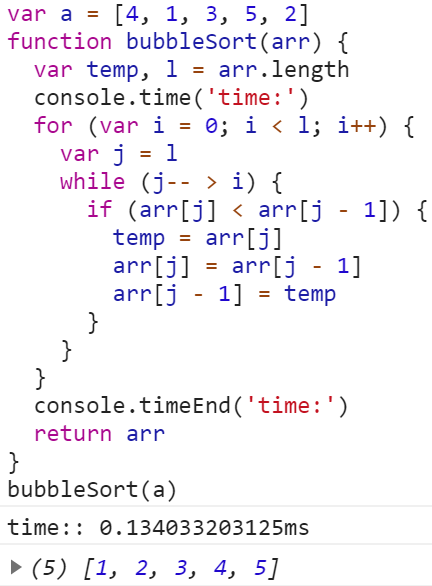 var a = [4, 1, 3, 5, 2]
function bubbleSort(arr) {
  var temp, l = arr.length
  console.time('time:')
  for (var i = 0; i < l; i++) {
    var j = l
    while (j-- > i) {
      if (arr[j] < arr[j - 1]) {
        temp = arr[j]
        arr[j] = arr[j - 1]
        arr[j - 1] = temp
      }
    }
  }
  console.timeEnd('time:')
  return arr
}
bubbleSort(a)
time:: 0.134033203125ms
(5) [1, 2, 3, 4, 5]